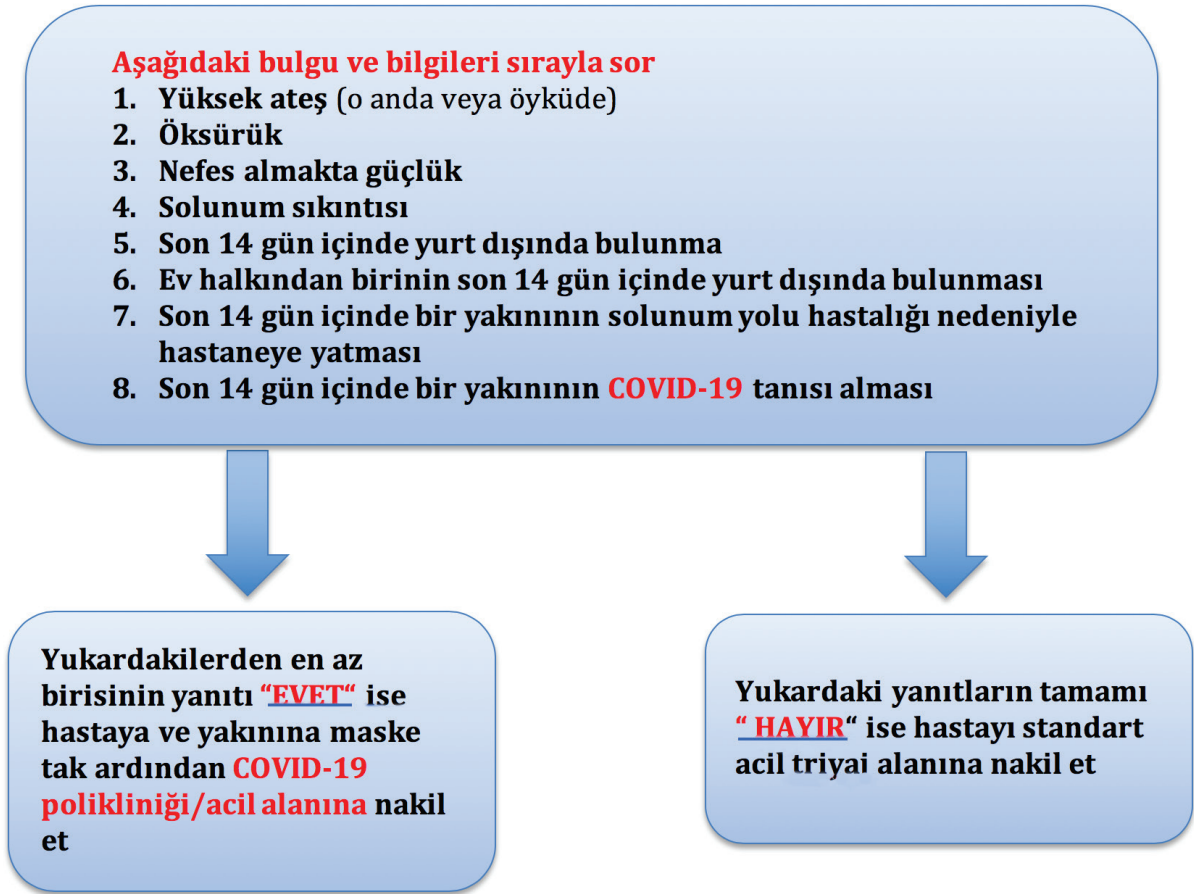 Aşağıdaki bulgu ve bilgileri sırayla sor
1. Yüksek ateş (o anda veya öyküde)
2. Öksürük
3. Nefes almakta güçlük
4. Solunum sıkıntısı
5. Son 14 gün içinde yurt dışında bulunma
6. Ev halkından birinin son 14 gün içinde yurt dışında bulunması
7. Son 14 gün içinde bir yakınının solunum yolu hastalığı nedeniyle
hastaneye yatması
8. Son 14 gün içinde bir yakınının COVID-19 tanısı alması
Yukardakilerden en az
birisinin yanıtı “EVET“ ise
hastaya ve yakınına maske
tak ardından COVID-19
polikliniği/acil alanına nakil
et
Yukardaki yanıtların tamamı
“ HAYIR“ ise hastayı standart
acil triyai alanına nakil et